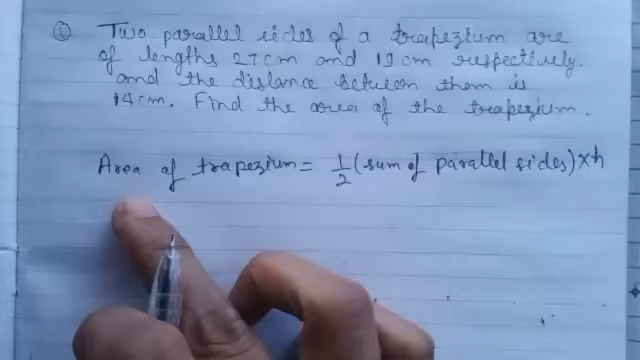 ① Two parallel sides of a trapezium are
of lengths 27cm and 19cm respectively.
and the distance between them is
14cm. Find the area of the trapezium.
Area of trapezium = 1/2 (sum of parallel sides) × h